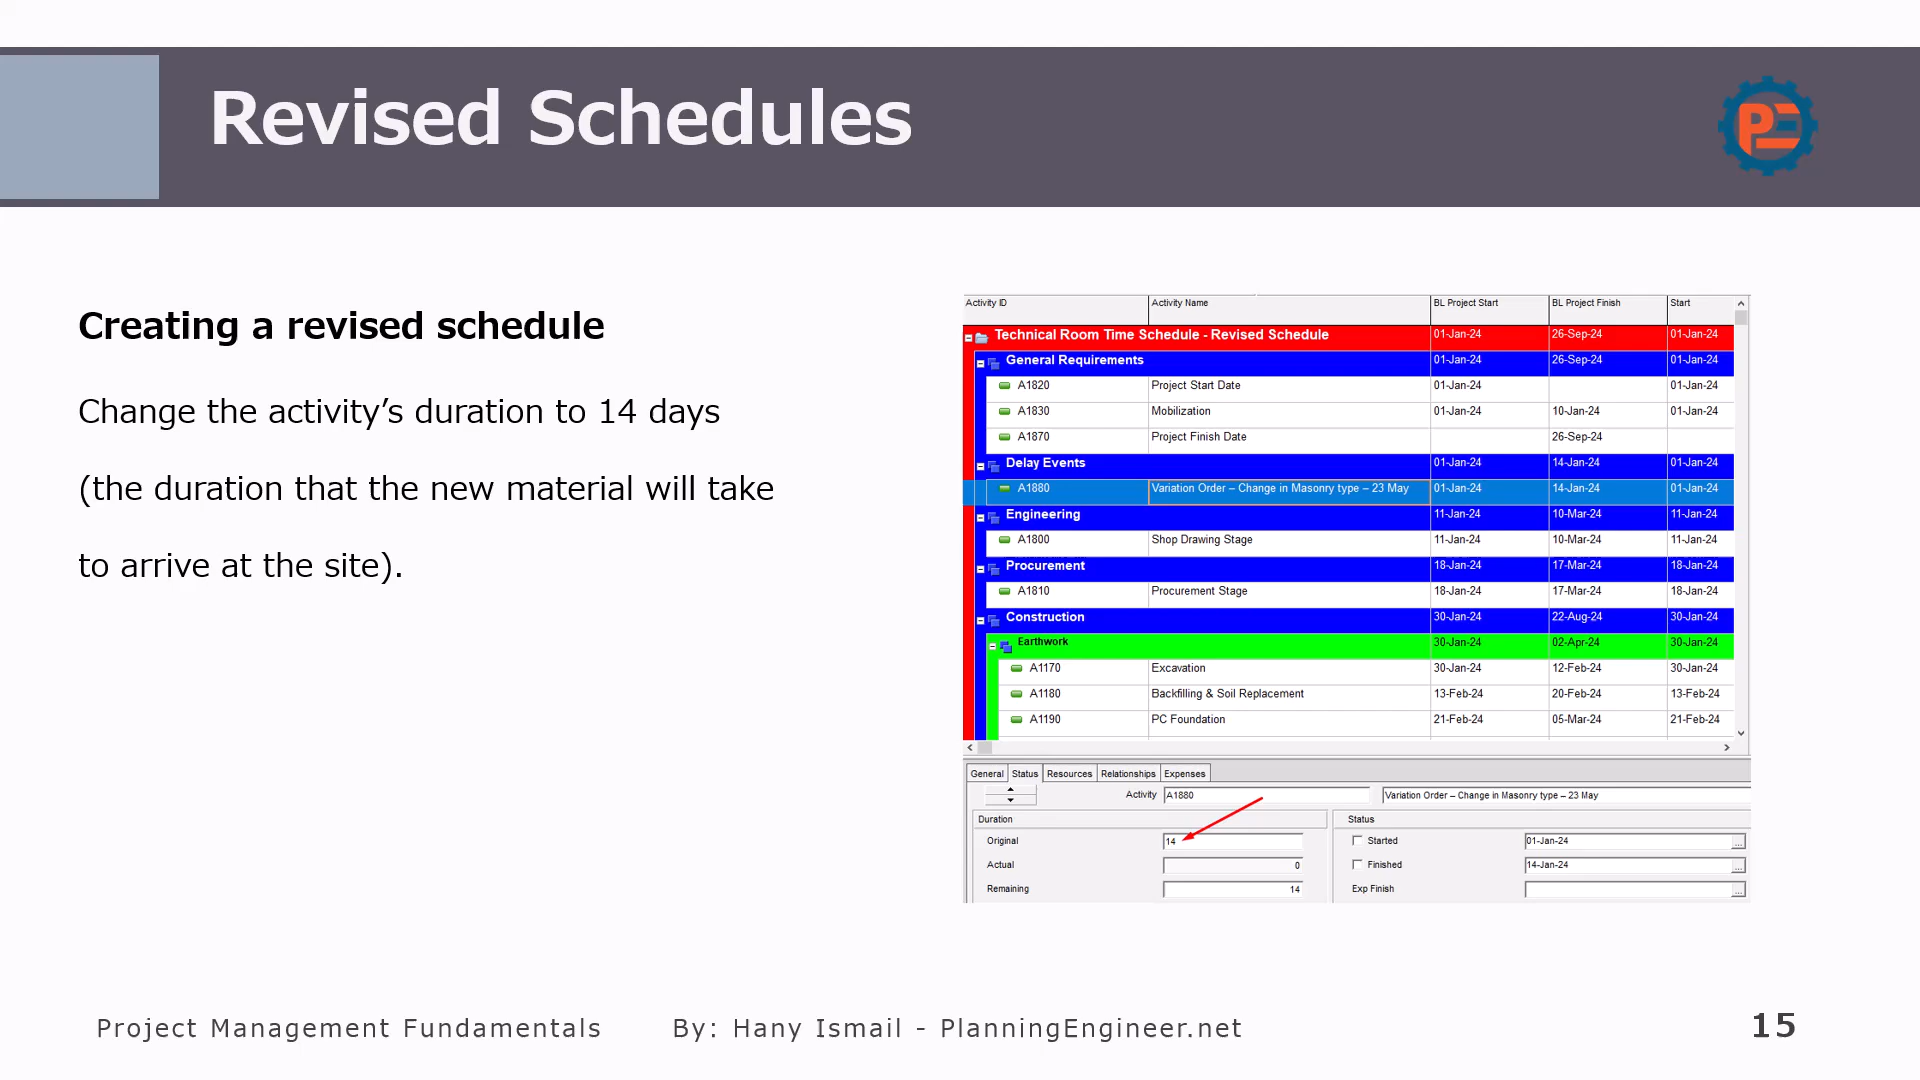 Revised Schedules
PE
Creating a revised schedule
Change the activity’s duration to 14 days
(the duration that the new material will take
to arrive at the site).
Activity ID Activity Name BL Project Start BL Project Finish Start
Technical Room Time Schedule - Revised Schedule 01-Jan-24 26-Sep-24 01-Jan-24
General Requirements 01-Jan-24 26-Sep-24 01-Jan-24
A1820 Project Start Date 01-Jan-24 01-Jan-24
A1830 Mobilization 01-Jan-24 10-Jan-24 01-Jan-24
A1870 Project Finish Date 26-Sep-24
Delay Events 01-Jan-24 14-Jan-24 01-Jan-24
A1880 Variation Order – Change in Masonry type – 23 May 01-Jan-24 14-Jan-24 01-Jan-24
Engineering 11-Jan-24 10-Mar-24 11-Jan-24
A1800 Shop Drawing Stage 11-Jan-24 10-Mar-24 11-Jan-24
Procurement 18-Jan-24 17-Mar-24 18-Jan-24
A1810 Procurement Stage 18-Jan-24 17-Mar-24 18-Jan-24
Construction 30-Jan-24 22-Aug-24 30-Jan-24
Earthwork 30-Jan-24 02-Apr-24 30-Jan-24
A1170 Excavation 30-Jan-24 12-Feb-24 30-Jan-24
A1180 Backfilling & Soil Replacement 13-Feb-24 20-Feb-24 13-Feb-24
A1190 PC Foundation 21-Feb-24 05-Mar-24 21-Feb-24
General Status Resources Relationships Expenses
Activity A1880 Variation Order – Change in Masonry type – 23 May
Duration Status
Original 14 Started 01-Jan-24 ...
Actual 0 Finished 14-Jan-24 ...
Remaining 14 Exp Finish ...
Project Management Fundamentals By: Hany Ismail - PlanningEngineer.net 15